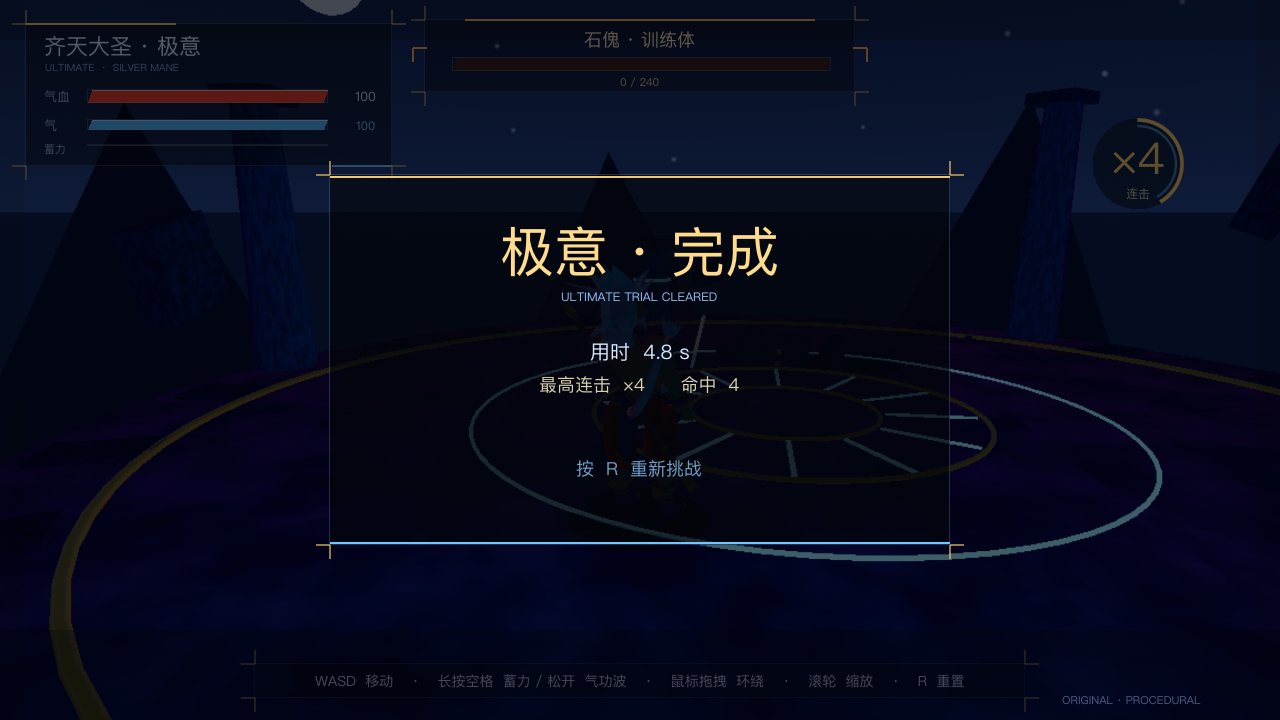 齐天大圣 · 极意
ULTIMATE · SILVER MANE
气血 100
气 100
蓄力
石傀 · 训练体
0 / 240
×4
连击
极意 · 完成
ULTIMATE TRIAL CLEARED
用时 4.8 s
最高连击 ×4 命中 4
按 R 重新挑战
WASD 移动 · 长按空格 蓄力 / 松开 气功波 · 鼠标拖拽 环绕 · 滚轮 缩放 · R 重置
ORIGINAL · PROCEDURAL